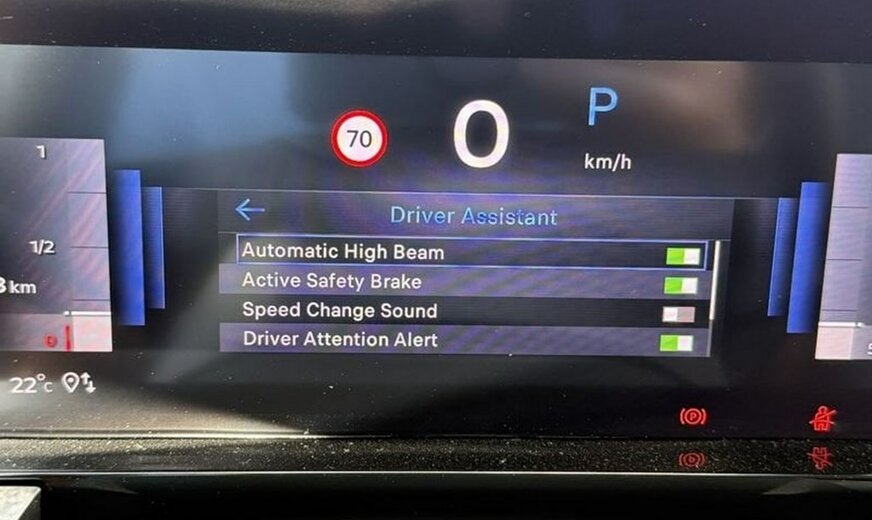 70
0
P
km/h
1
1/2
km
0
22°c
Driver Assistant
Automatic High Beam
Active Safety Brake
Speed Change Sound
Driver Attention Alert
(P)